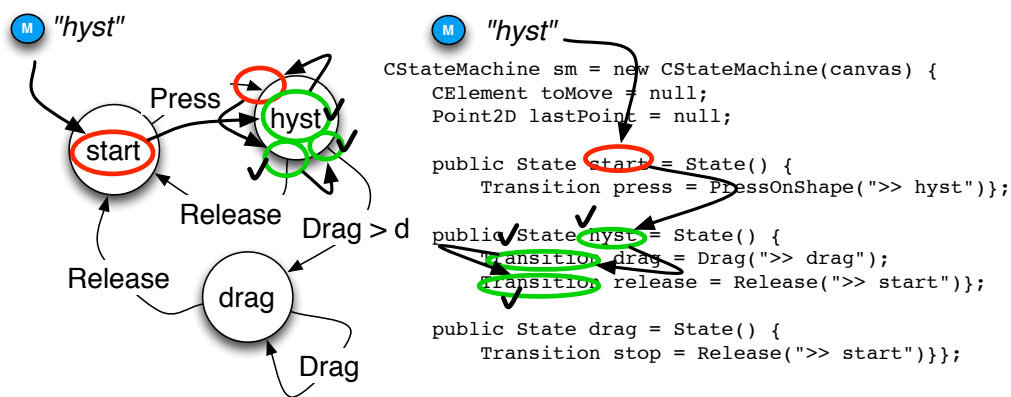 M "hyst"
Press
hyst
start
Release
Drag > d
Release
drag
Drag
M "hyst"
CStateMachine sm = new CStateMachine(canvas) {
CElement toMove = null;
Point2D lastPoint = null;
public State start = State() {
Transition press = PressOnShape(">> hyst")};
public State hyst = State() {
Transition drag = Drag(">> drag");
Transition release = Release(">> start")};
public State drag = State() {
Transition stop = Release(">> start")}};